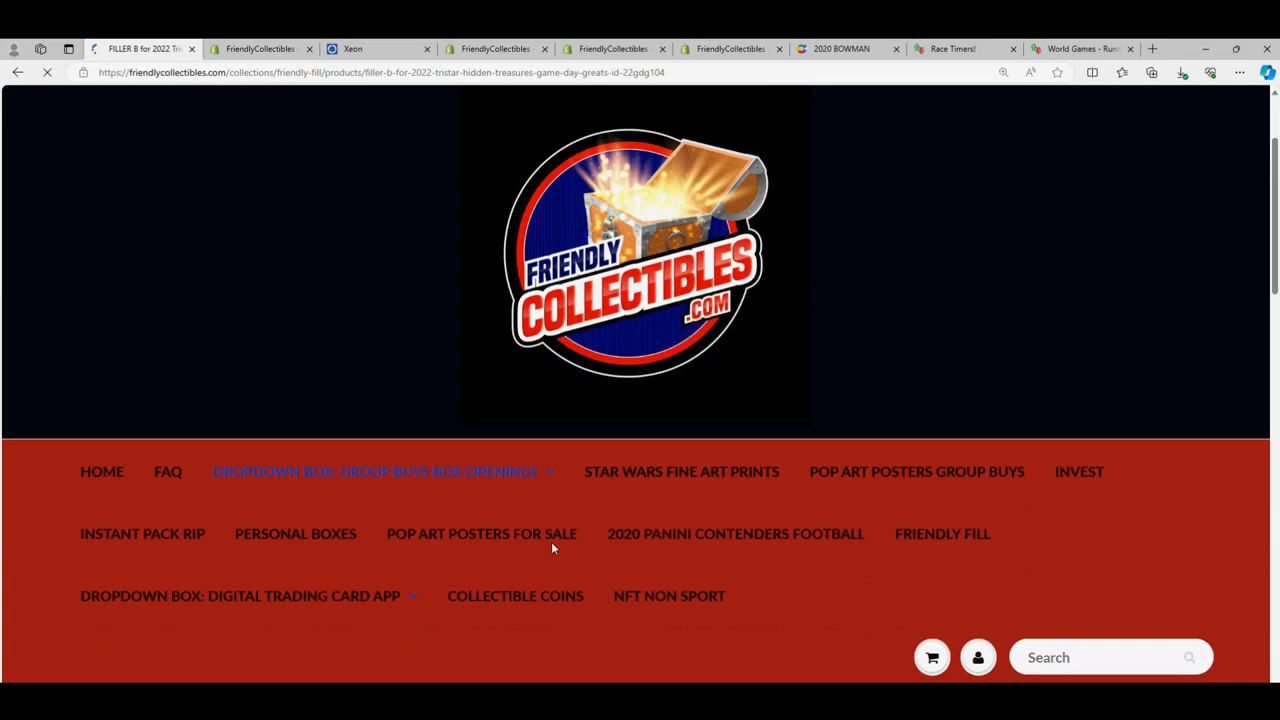 FILLER B for 2022 Tris
FriendlyCollectibles
Xeon
FriendlyCollectibles
FriendlyCollectibles
FriendlyCollectibles
2020 BOWMAN
Race Timers!
World Games - Runn
https://friendlycollectibles.com/collections/friendly-fill/products/filler-b-for-2022-tristar-hidden-treasures-game-day-greats-id-22gdg104
FRIENDLY
COLLECTIBLES
.COM
HOME FAQ DROPDOWN BOX: GROUP BUYS BOX OPENINGS STAR WARS FINE ART PRINTS POP ART POSTERS GROUP BUYS INVEST
INSTANT PACK RIP PERSONAL BOXES POP ART POSTERS FOR SALE 2020 PANINI CONTENDERS FOOTBALL FRIENDLY FILL
DROPDOWN BOX: DIGITAL TRADING CARD APP COLLECTIBLE COINS NFT NON SPORT
Search